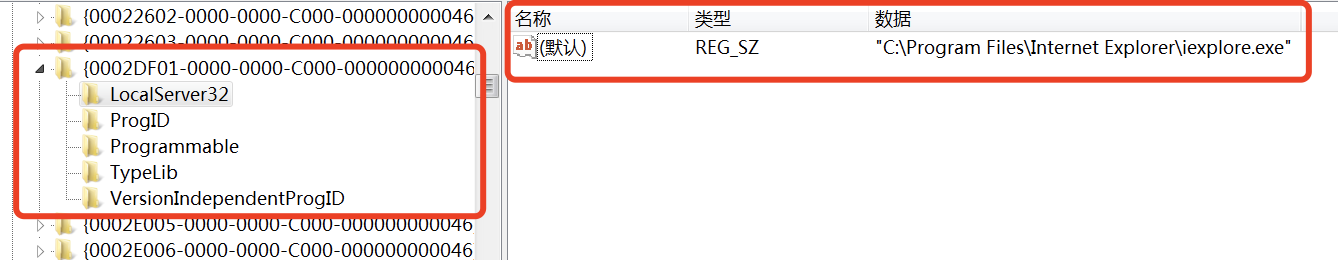 {00022602-0000-0000-C000-000000000046
{00022603-0000-0000-C000-000000000046
{0002DF01-0000-0000-C000-000000000046
LocalServer32
ProgID
Programmable
TypeLib
VersionIndependentProgID
{0002E005-0000-0000-C000-000000000046
{0002E006-0000-0000-C000-000000000046
名称 类型 数据
ab (默认) REG_SZ "C:\Program Files\Internet Explorer\iexplore.exe"